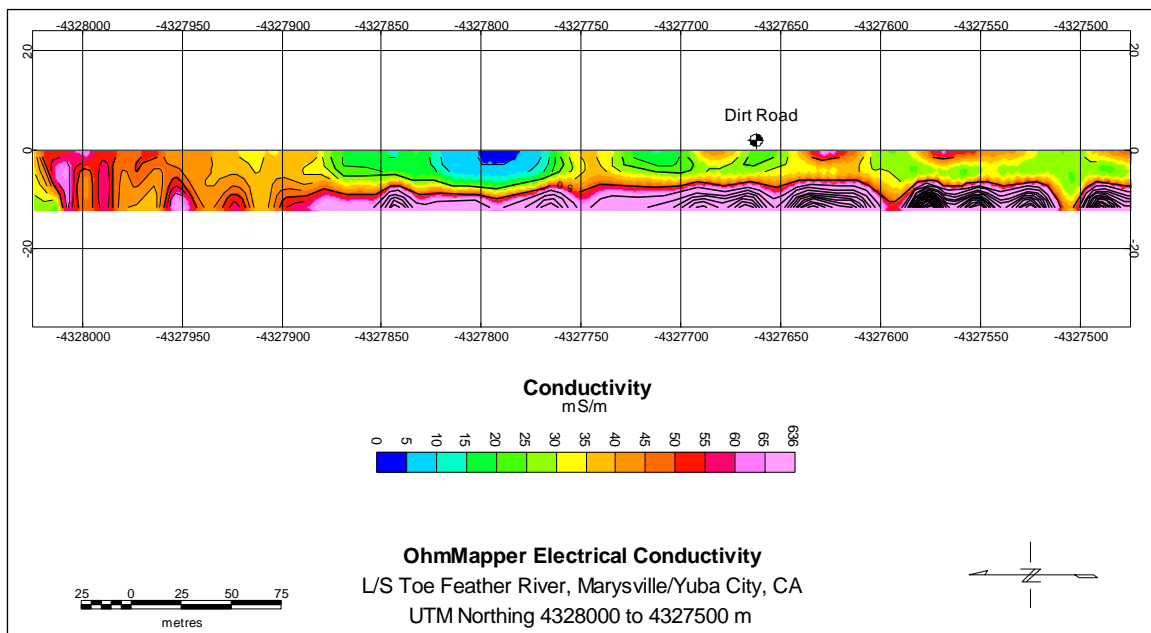 -4328000 -4327950 -4327900 -4327850 -4327800 -4327750 -4327700 -4327650 -4327600 -4327550 -4327500
20 20
Dirt Road
0 0
50
-20 -20
-4328000 -4327950 -4327900 -4327850 -4327800 -4327750 -4327700 -4327650 -4327600 -4327550 -4327500
Conductivity
mS/m
0 5 10 15 20 25 30 35 40 45 50 55 60 65 636
OhmMapper Electrical Conductivity
L/S Toe Feather River, Marysville/Yuba City, CA
UTM Northing 4328000 to 4327500 m
25 0 25 50 75
metres
N